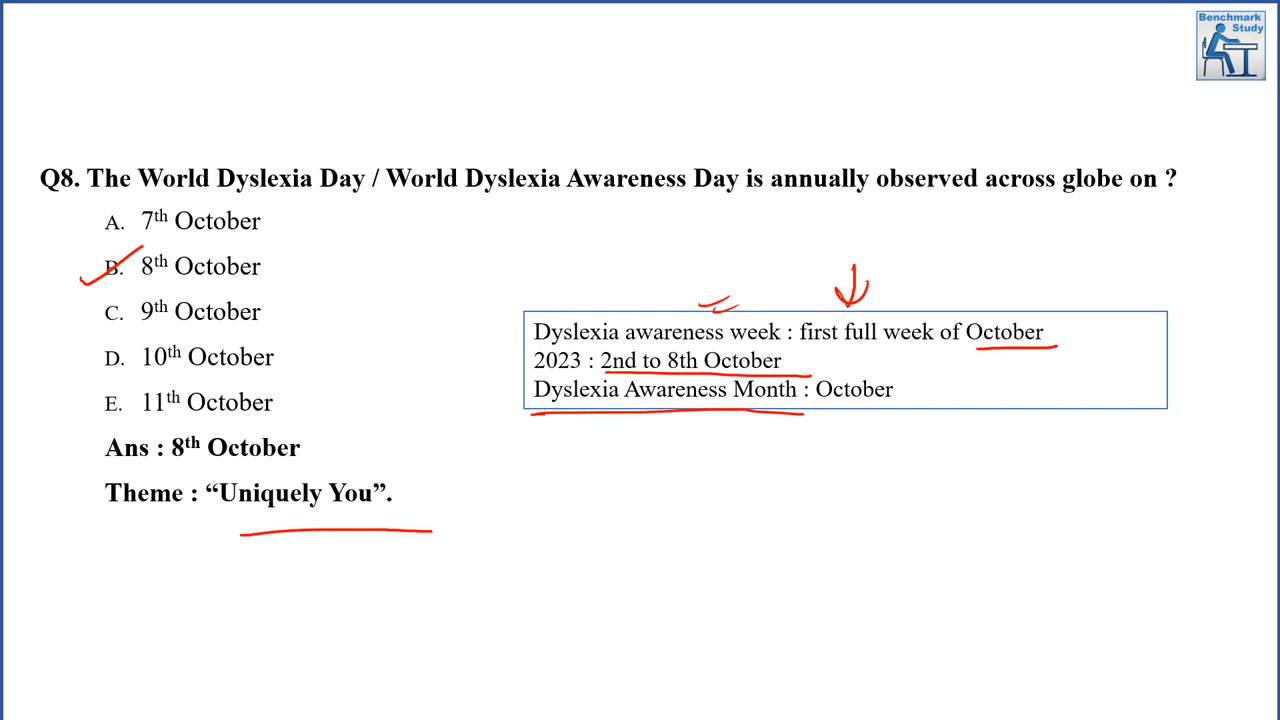 Benchmark
Study
Q8. The World Dyslexia Day / World Dyslexia Awareness Day is annually observed across globe on ?
A. 7th October
B. 8th October
C. 9th October
D. 10th October
E. 11th October
Ans : 8th October
Theme : “Uniquely You”.
Dyslexia awareness week : first full week of October
2023 : 2nd to 8th October
Dyslexia Awareness Month : October